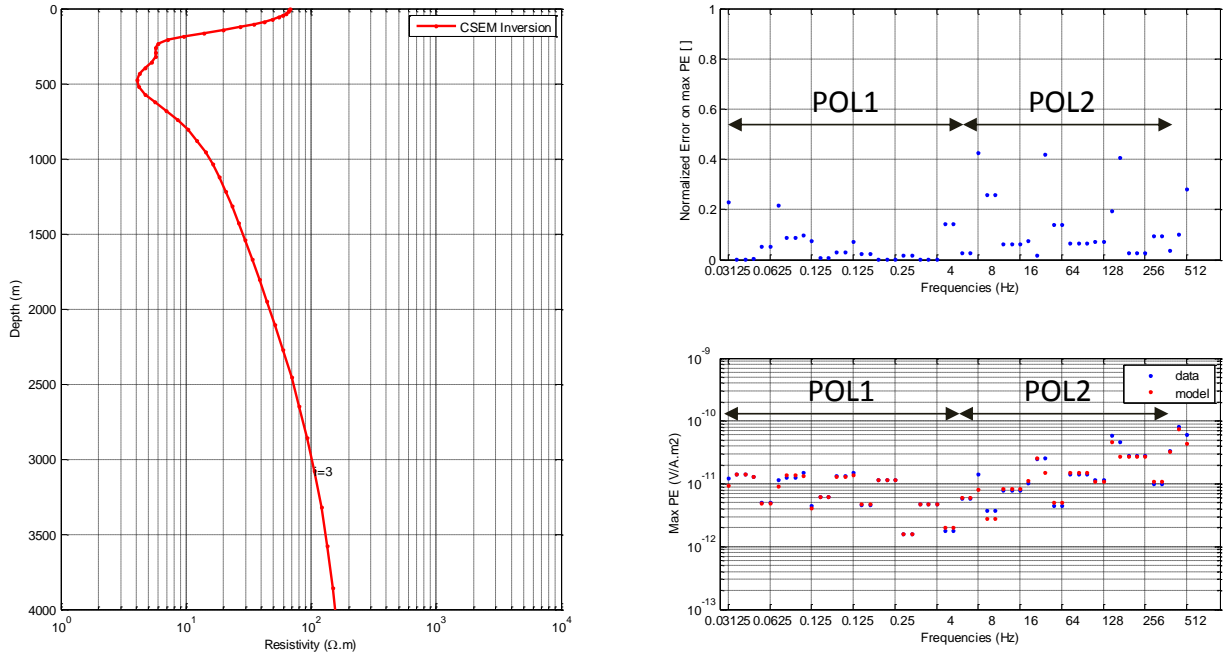 CSEM Inversion
Depth (m)
0
500
1000
1500
2000
2500
3000
3500
4000
i=3
10^0 10^1 10^2 10^3 10^4
Resistivity (Ω.m)
Normalized Error on max PE [ ]
1
0.8
0.6
0.4
0.2
0
POL1 POL2
0.03125 0.0625 0.125 0.125 0.25 4 8 16 64 128 256 512
Frequencies (Hz)
Max PE (V/A.m2)
10^-9
10^-10
10^-11
10^-12
10^-13
data
model
POL1 POL2
0.03125 0.0625 0.125 0.125 0.25 4 8 16 64 128 256 512
Frequencies (Hz)